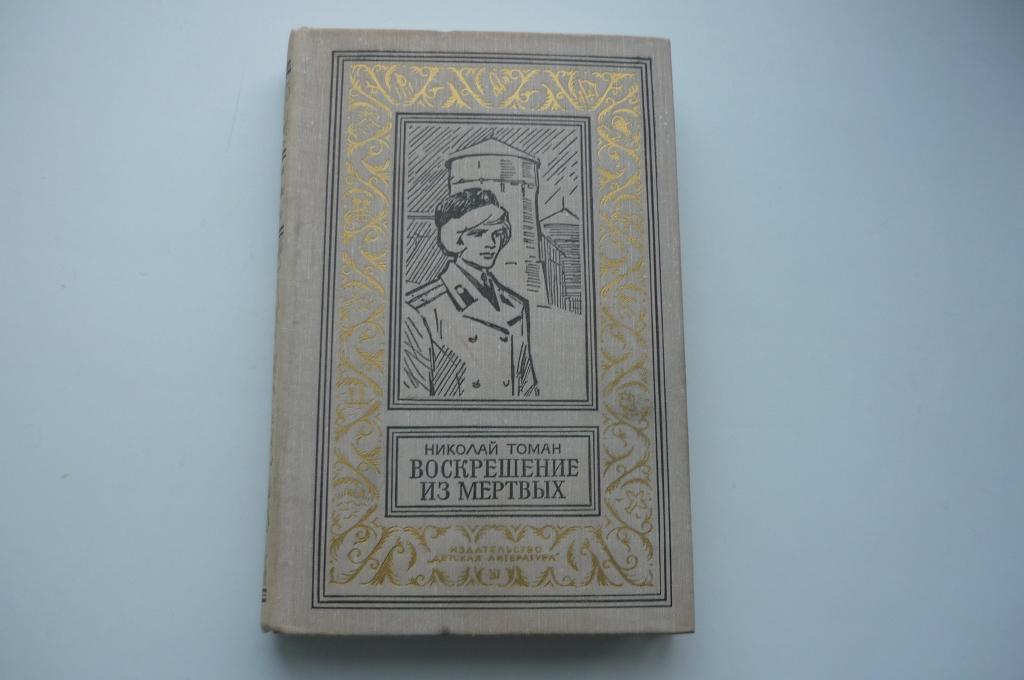 НИКОЛАЙ ТОМАН
ВОСКРЕШЕНИЕ
ИЗ МЕРТВЫХ
ИЗДАТЕЛЬСТВО
„ДЕТСКАЯ ЛИТЕРАТУРА"